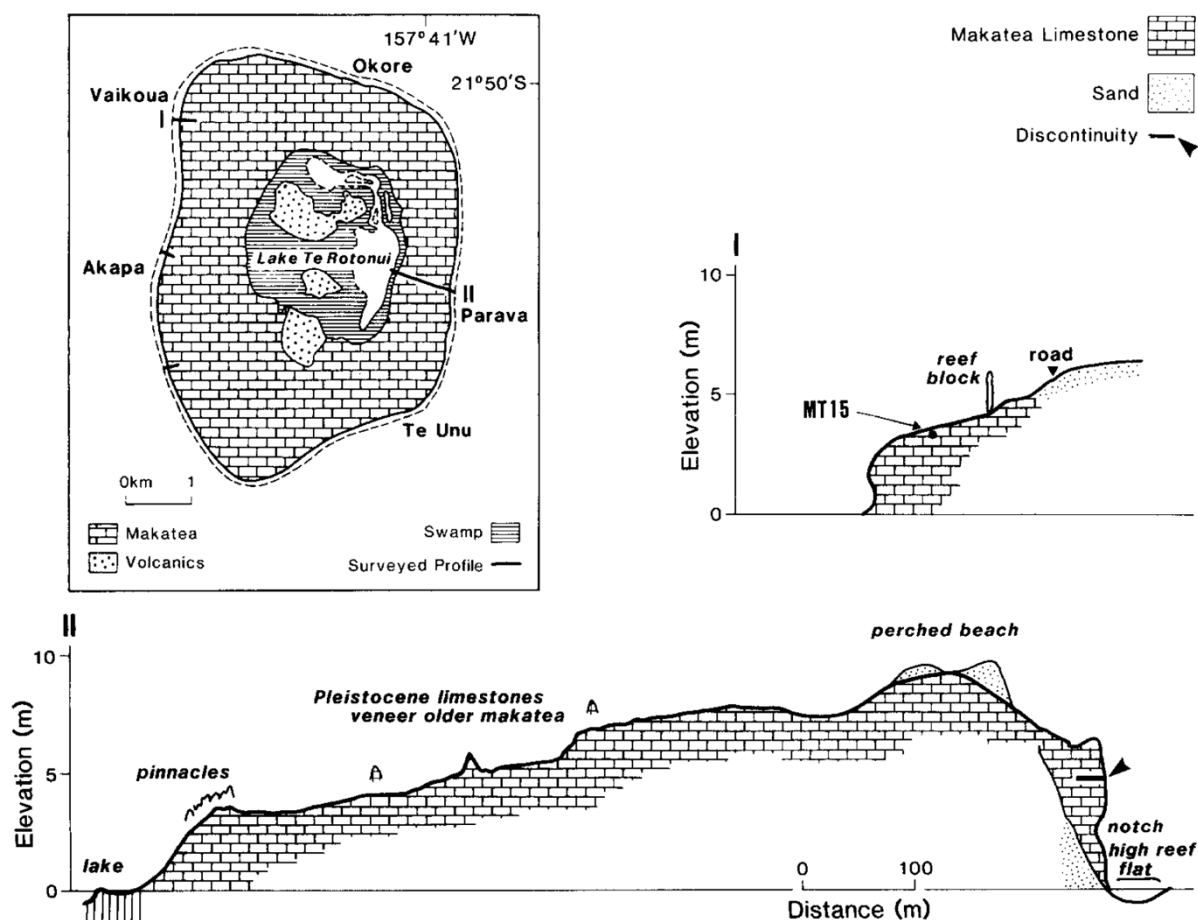 157°41'W
Okore
21°50'S
Vaikoua
I
Akapa
Lake Te Rotonui
II
Parava
Te Unu
0km 1
Makatea
Swamp
Volcanics
Surveyed Profile
Makatea Limestone
Sand
Discontinuity
I
10
5
0
Elevation (m)
MT15
reef
block
road
II
10
5
0
Elevation (m)
lake
pinnacles
Pleistocene limestones
veneer older makatea
perched beach
notch
high reef
flat
0 100
Distance (m)